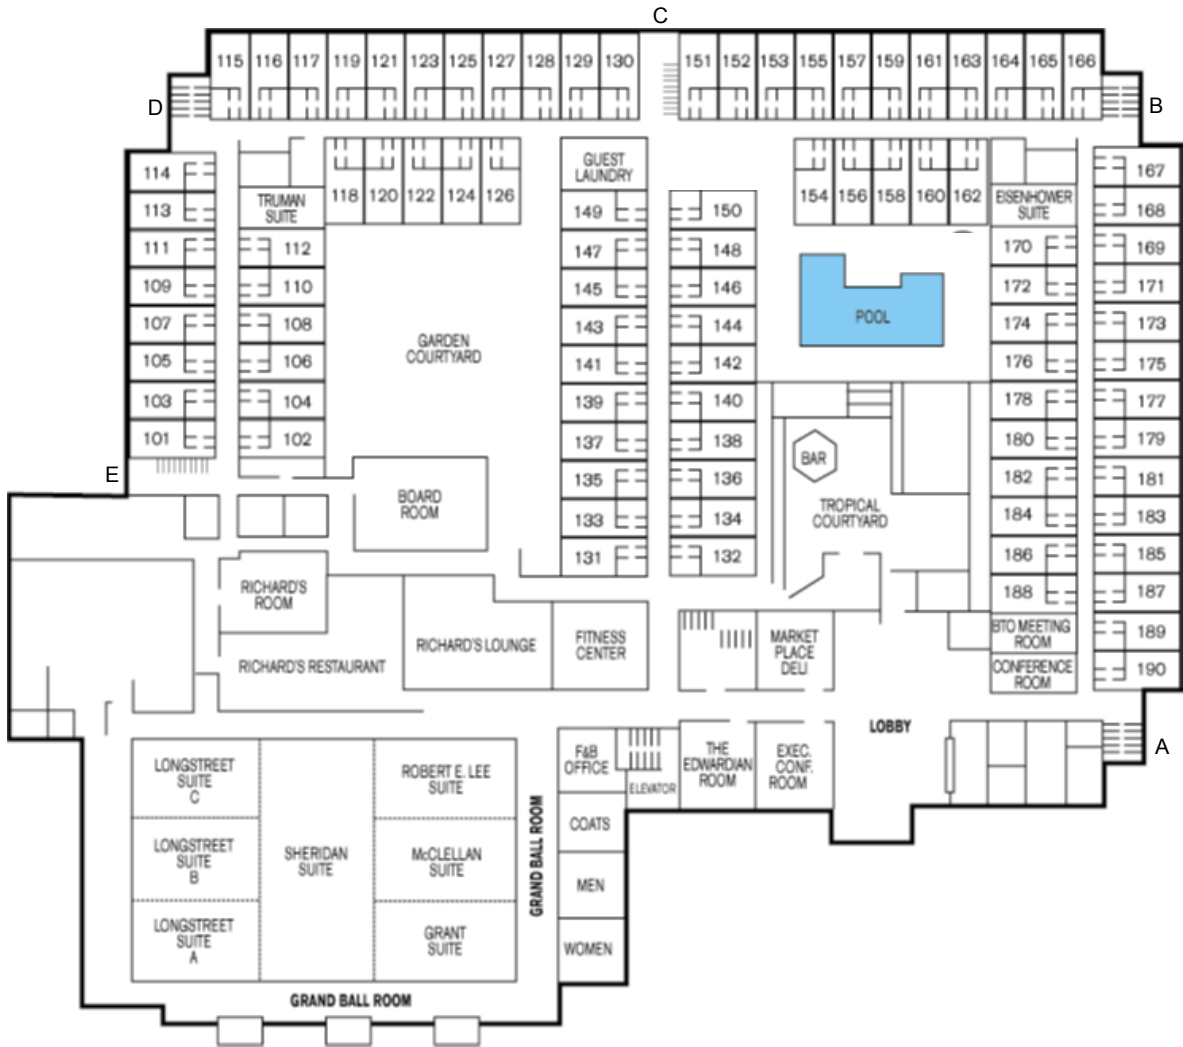 C
115 116 117 119 121 123 125 127 128 129 130 151 152 153 155 157 159 161 163 164 165 166
D
B
114
113
111
109
107
105
103
101
E
TRUMAN
SUITE
112
110
108
106
104
102
118 120 122 124 126
GARDEN
COURTYARD
BOARD
ROOM
GUEST
LAUNDRY
149
147
145
143
141
139
137
135
133
131
150
148
146
144
142
140
138
136
134
132
154 156 158 160 162
POOL
BAR
TROPICAL
COURTYARD
EISENHOWER
SUITE
170
172
174
176
178
180
182
184
186
188
BTO MEETING
ROOM
CONFERENCE
ROOM
167
168
169
171
173
175
177
179
181
183
185
187
189
190
A
RICHARD'S
ROOM
RICHARD'S RESTAURANT
RICHARD'S LOUNGE
FITNESS
CENTER
MARKET
PLACE
DELI
LOBBY
F&B
OFFICE
ELEVATOR
THE
EDWARDIAN
ROOM
EXEC.
CONF.
ROOM
COATS
MEN
WOMEN
LONGSTREET
SUITE
C
LONGSTREET
SUITE
B
LONGSTREET
SUITE
A
SHERIDAN
SUITE
ROBERT E. LEE
SUITE
McCLELLAN
SUITE
GRANT
SUITE
GRAND BALL ROOM
GRAND BALL ROOM